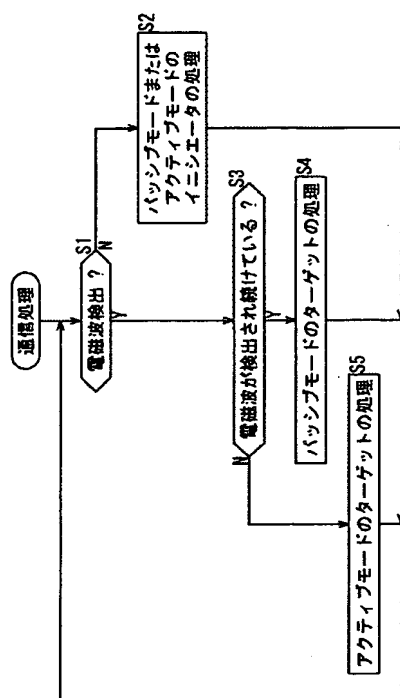 通信処理
S1
電磁波検出？
N
Y
S2
パッシブモードまたは
アクティブモードの
イニシエータの処理
S3
電磁波が検出され続けている？
N
Y
S4
パッシブモードのターゲットの処理
S5
アクティブモードのターゲットの処理